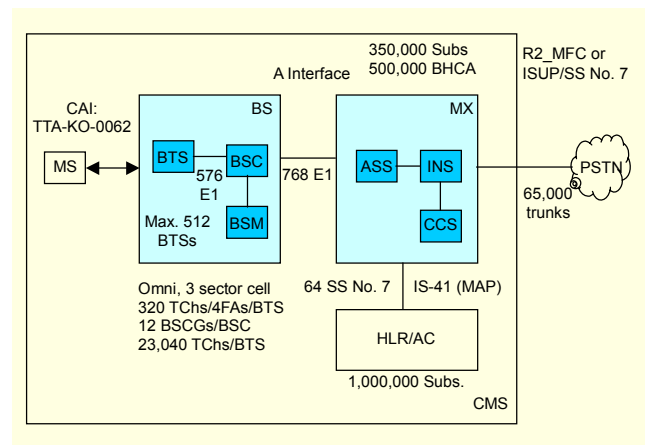 350,000 Subs
500,000 BHCA
R2_MFC or
ISUP/SS No. 7
A Interface
CAI:
TTA-KO-0062
BS
MX
MS
BTS
BSC
576
E1
BSM
Max. 512
BTSs
768 E1
ASS
INS
CCS
PSTN
65,000
trunks
Omni, 3 sector cell
320 TChs/4FAs/BTS
12 BSCGs/BSC
23,040 TChs/BTS
64 SS No. 7
IS-41 (MAP)
HLR/AC
1,000,000 Subs.
CMS